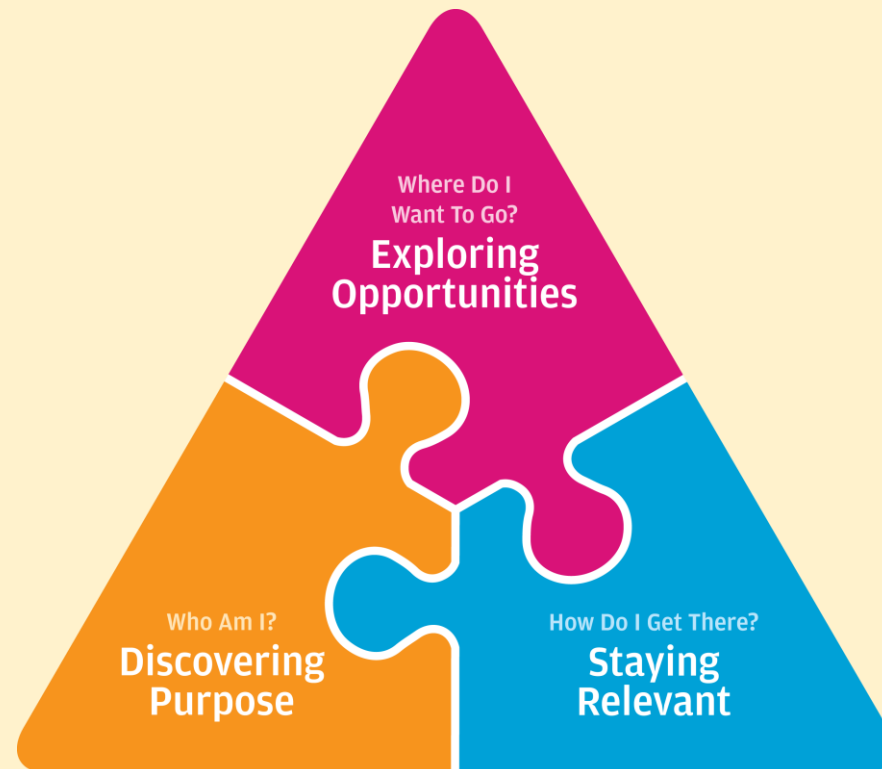 Where Do I
Want To Go?
Exploring
Opportunities
Who Am I?
Discovering
Purpose
How Do I Get There?
Staying
Relevant